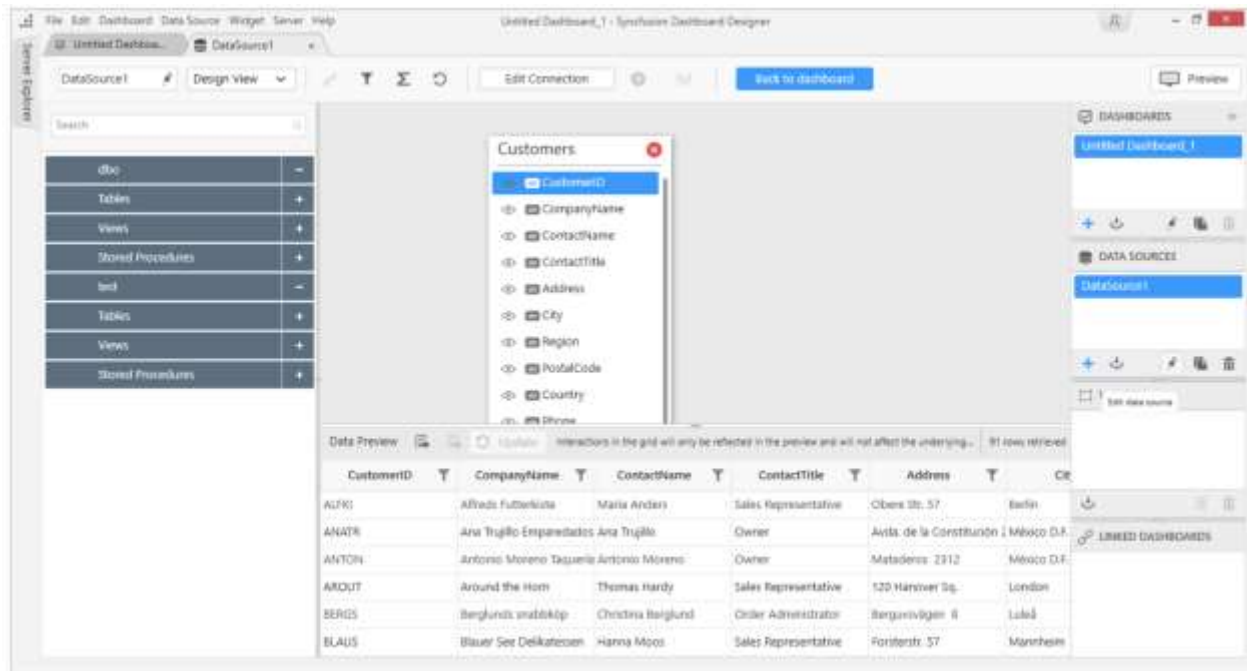 File Edit Dashboard Data Source Widget Server Help
Untitled Dashboard_1 - Syncfusion Dashboard Designer
Server Explorer
Untitled Dashboa...
DataSource1
DataSource1
Design View
Edit Connection
Back to dashboard
Preview
Search
dbo
Tables
Views
Stored Procedures
test
Tables
Views
Stored Procedures
Customers
CustomerID
CompanyName
ContactName
ContactTitle
Address
City
Region
PostalCode
Country
Phone
DASHBOARDS
Untitled Dashboard_1
DATA SOURCES
DataSource1
Edit data source
LINKED DASHBOARDS
Data Preview Update Interactions in the grid will only be reflected in the preview and will not affect the underlying... 91 rows retrieved
CustomerID CompanyName ContactName ContactTitle Address Cit
ALFKI Alfreds Futterkiste Maria Anders Sales Representative Obere Str. 57 Berlin
ANATR Ana Trujillo Emparedados Ana Trujillo Owner Avda. de la Constitución 2 México D.F.
ANTON Antonio Moreno Taquería Antonio Moreno Owner Mataderos 2312 México D.F.
AROUT Around the Horn Thomas Hardy Sales Representative 120 Hanover Sq. London
BERGS Berglunds snabbköp Christina Berglund Order Administrator Berguvsvägen 8 Luleå
BLAUS Blauer See Delikatessen Hanna Moos Sales Representative Forsterstr. 57 Mannheim